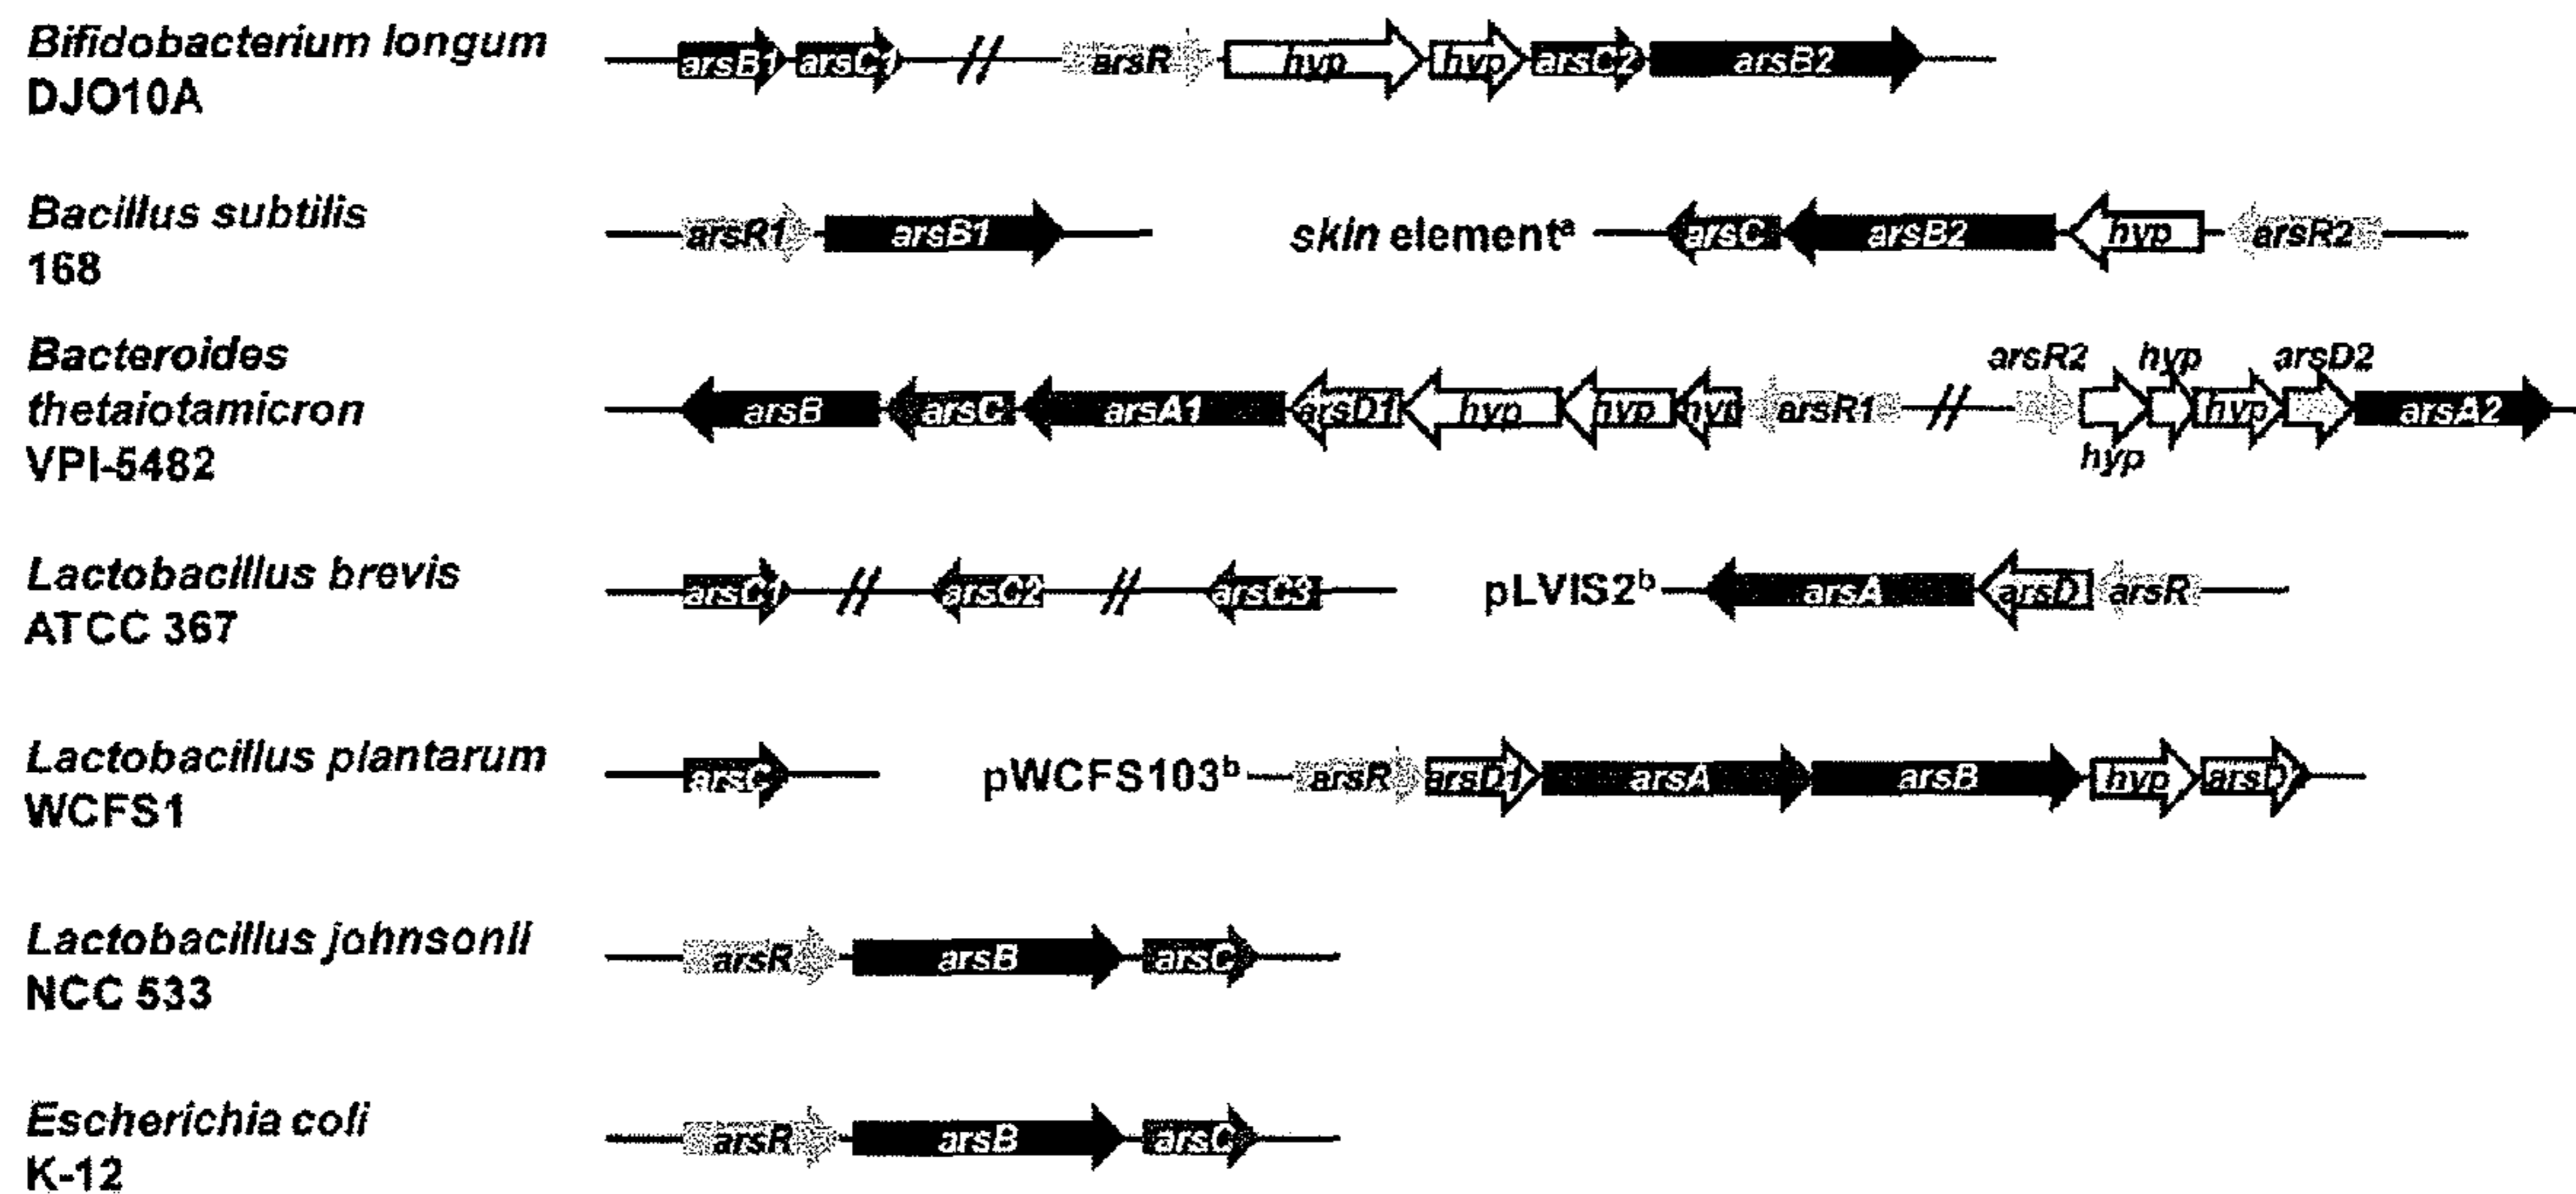 Bifidobacterium longum
DJO10A
arsB1 arsC1 // arsR hyp hyp arsC2 arsB2
Bacillus subtilis
168
arsR1 arsB1 skin elementᵃ arsC arsB2 hyp arsR2
Bacteroides
thetaiotamicron
VPI-5482
arsR2 hyp arsD2
arsB arsC arsA1 arsD1 hyp hyp hyp arsR1 // hyp arsA2
hyp
Lactobacillus brevis
ATCC 367
arsC1 // arsC2 // arsC3 pLVIS2ᵇ arsA arsD arsR
Lactobacillus plantarum
WCFS1
arsC pWCFS103ᵇ arsR arsD1 arsA arsB hyp arsD
Lactobacillus johnsonii
NCC 533
arsR arsB arsC
Escherichia coli
K-12
arsR arsB arsC